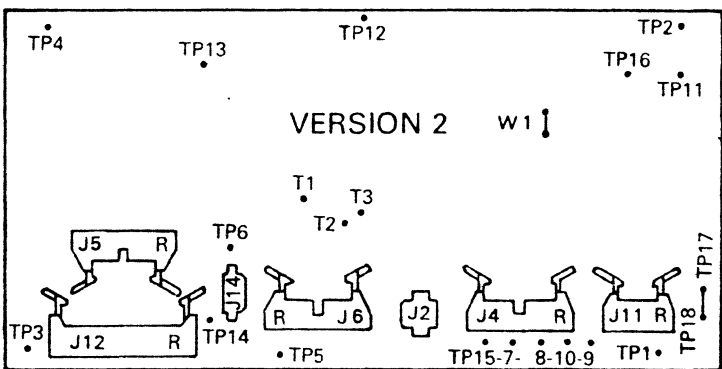 TP4
TP12
TP2
TP13
TP16
TP11
VERSION 2
W1
T1
T3
T2
TP6
TP17
J5 R
J14
R J6
J2
J4 R
J11 R
TP18
TP3
J12 R
TP14
TP5
TP15-7- 8-10-9
TP1